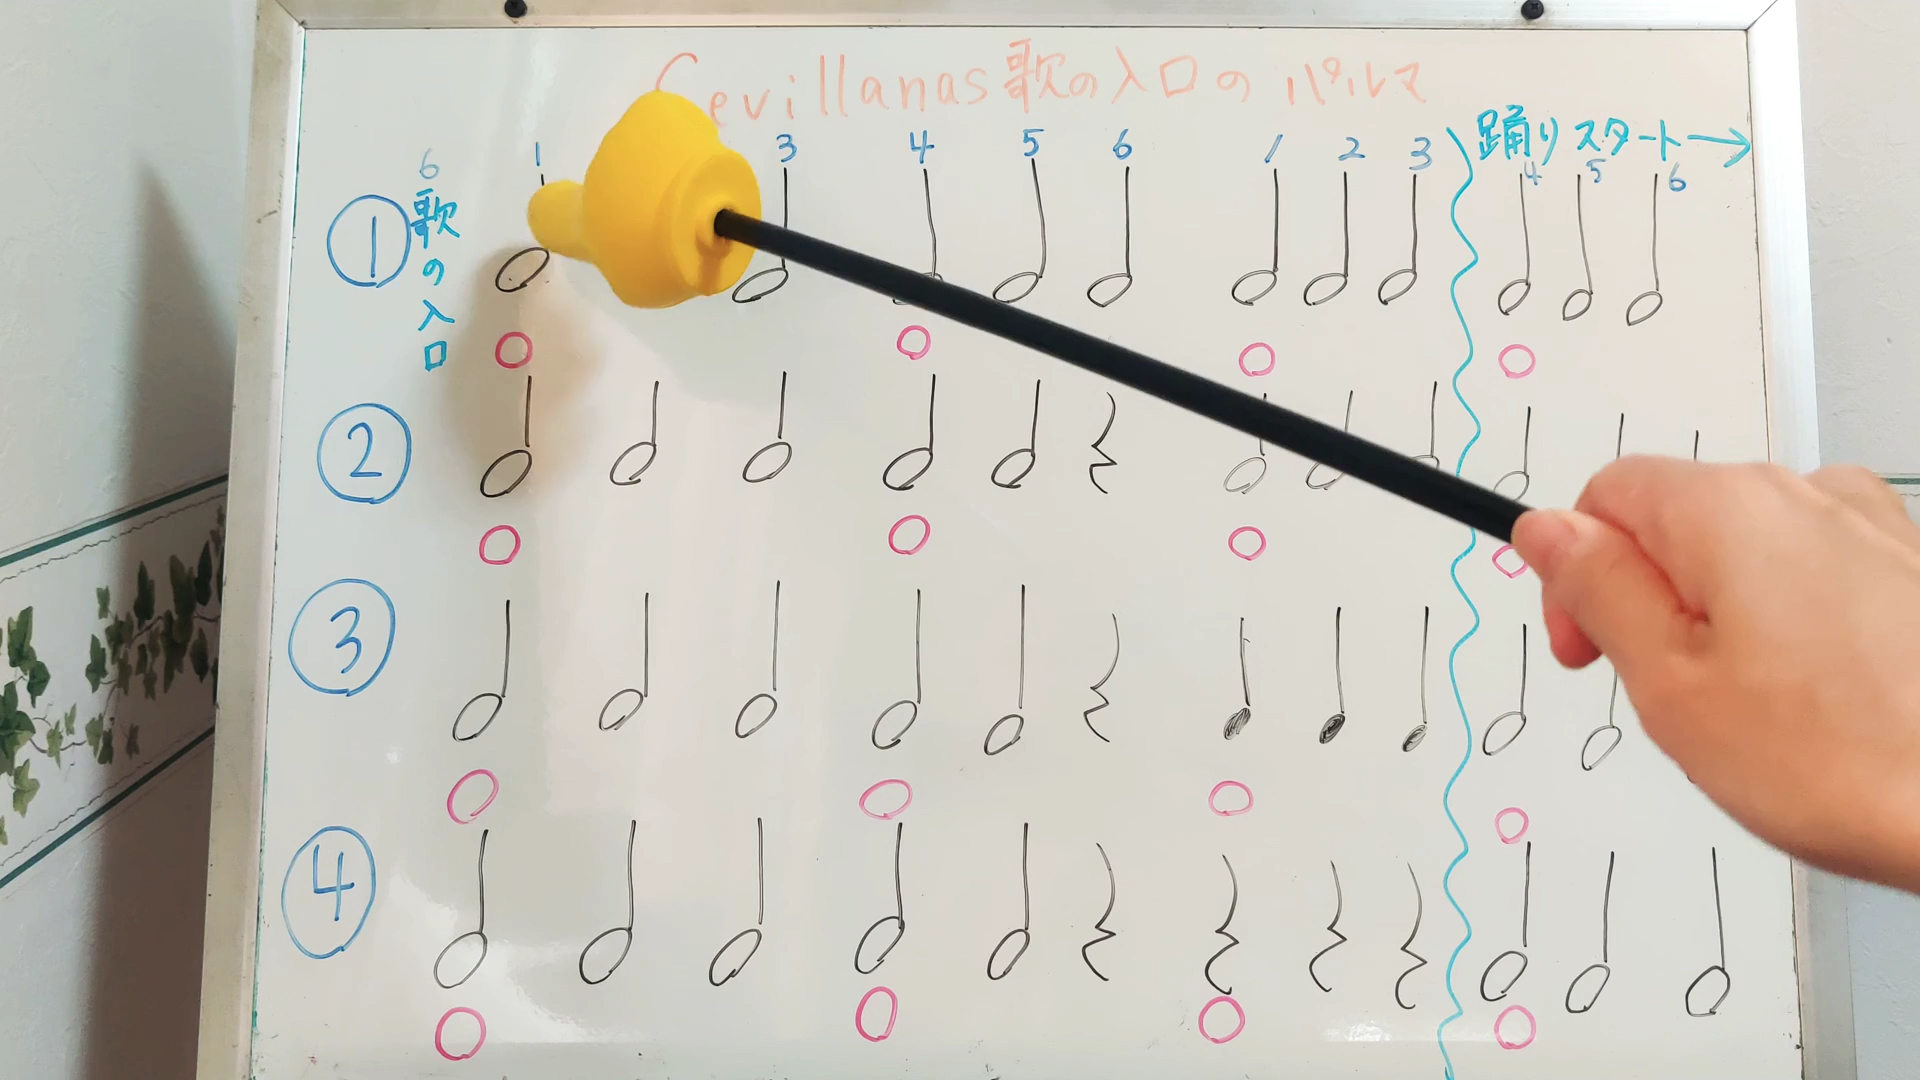 Sevillanas歌の入口のパルマ
踊りスタート→
6 1 3 4 5 6 1 2 3 4 5 6
① 歌の入口
②
③
④